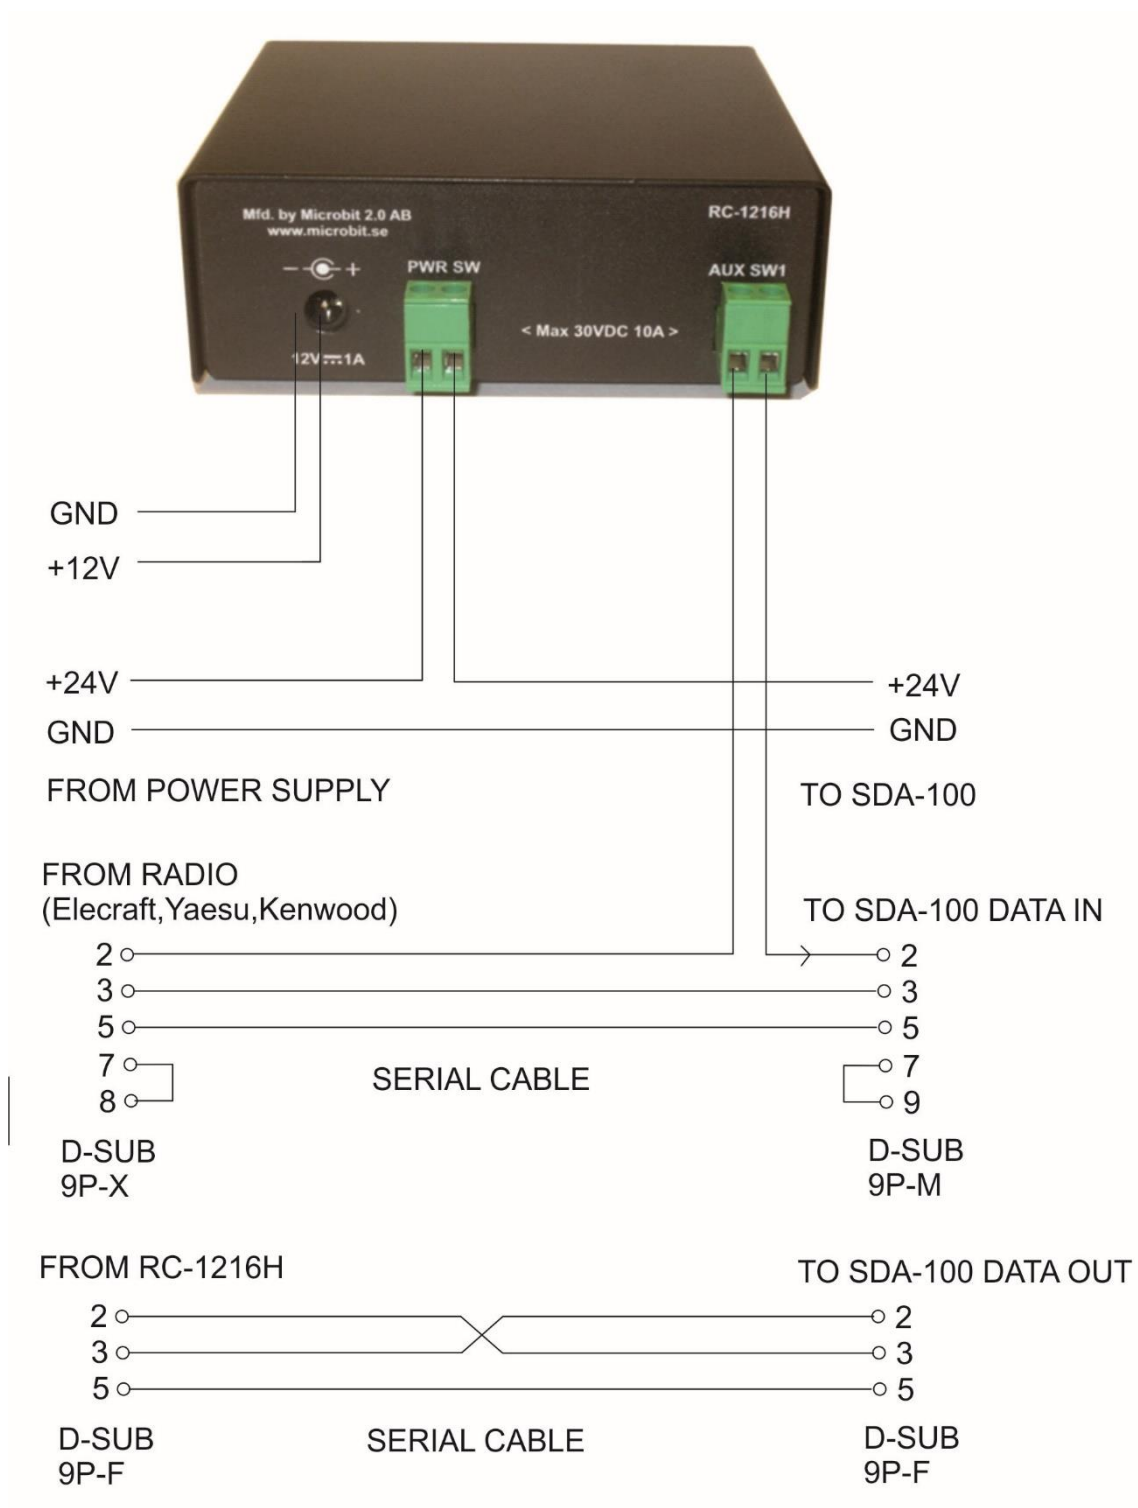 Mfd. by Microbit 2.0 AB
www.microbit.se
RC-1216H
- +
PWR SW
AUX SW1
< Max 30VDC 10A >
12V 1A
GND
+12V
+24V
+24V
GND
GND
FROM POWER SUPPLY
TO SDA-100
FROM RADIO
(Elecraft,Yaesu,Kenwood)
TO SDA-100 DATA IN
2
2
3
3
5
5
7
7
SERIAL CABLE
8
9
D-SUB
D-SUB
9P-X
9P-M
FROM RC-1216H
TO SDA-100 DATA OUT
2
2
3
3
5
5
D-SUB
SERIAL CABLE
D-SUB
9P-F
9P-F